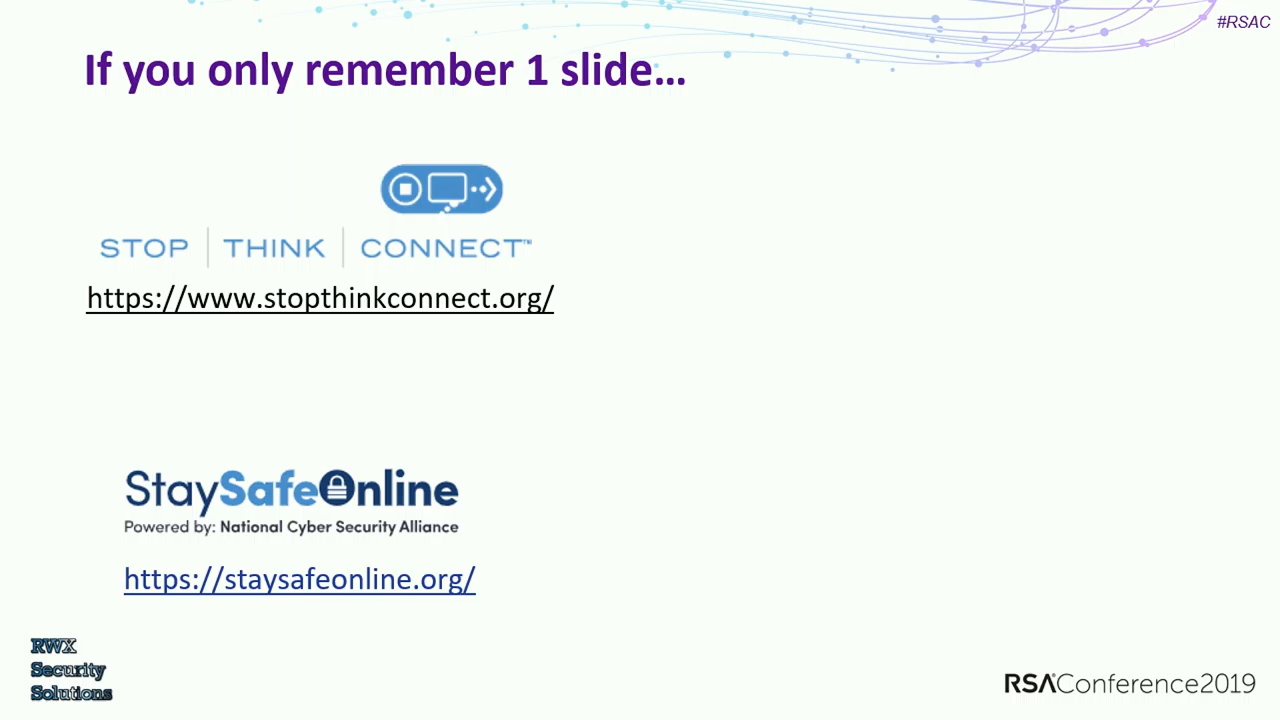 #RSAC
If you only remember 1 slide...
STOP | THINK | CONNECT™
https://www.stopthinkconnect.org/
StaySafeOnline
Powered by: National Cyber Security Alliance
https://staysafeonline.org/
RWX
Security
Solutions
RSAConference2019